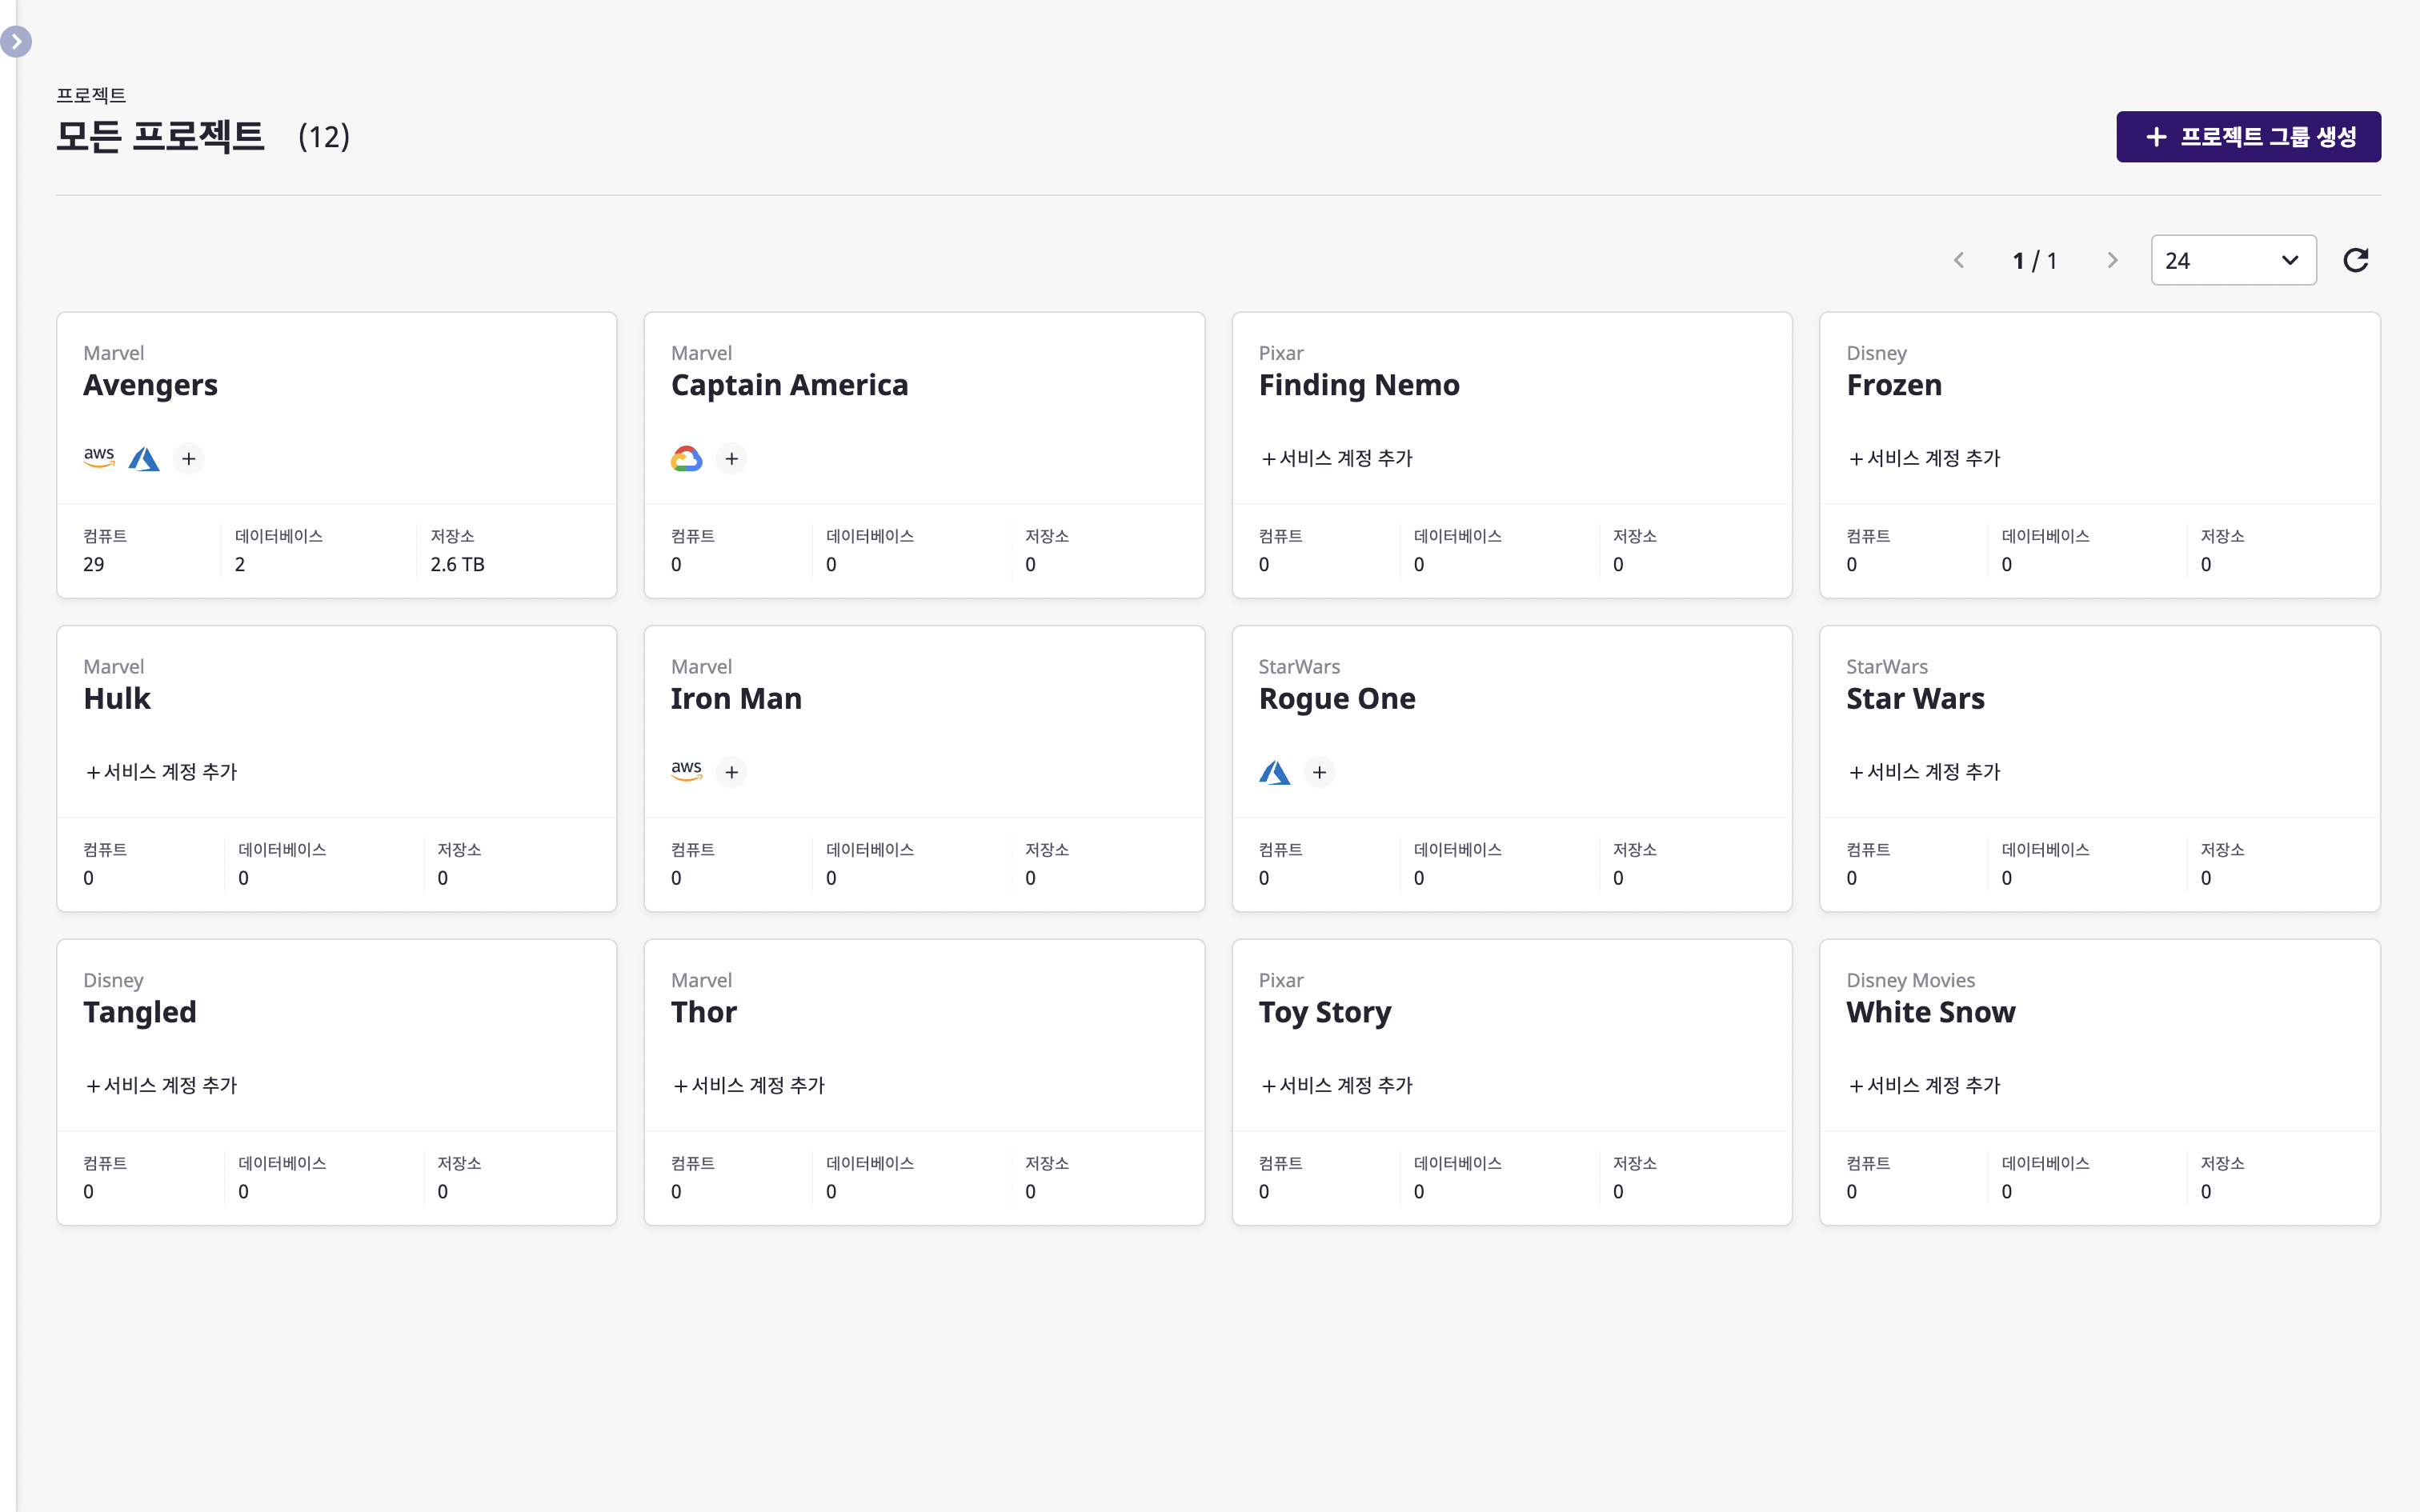 프로젝트
모든 프로젝트 (12)
프로젝트 그룹 생성
1 / 1
24
Marvel
Avengers
aws
컴퓨트 데이터베이스 저장소
29 2 2.6 TB
Marvel
Captain America
컴퓨트 데이터베이스 저장소
0 0 0
Pixar
Finding Nemo
+ 서비스 계정 추가
컴퓨트 데이터베이스 저장소
0 0 0
Disney
Frozen
+ 서비스 계정 추가
컴퓨트 데이터베이스 저장소
0 0 0
Marvel
Hulk
+ 서비스 계정 추가
컴퓨트 데이터베이스 저장소
0 0 0
Marvel
Iron Man
aws
컴퓨트 데이터베이스 저장소
0 0 0
StarWars
Rogue One
컴퓨트 데이터베이스 저장소
0 0 0
StarWars
Star Wars
+ 서비스 계정 추가
컴퓨트 데이터베이스 저장소
0 0 0
Disney
Tangled
+ 서비스 계정 추가
컴퓨트 데이터베이스 저장소
0 0 0
Marvel
Thor
+ 서비스 계정 추가
컴퓨트 데이터베이스 저장소
0 0 0
Pixar
Toy Story
+ 서비스 계정 추가
컴퓨트 데이터베이스 저장소
0 0 0
Disney Movies
White Snow
+ 서비스 계정 추가
컴퓨트 데이터베이스 저장소
0 0 0